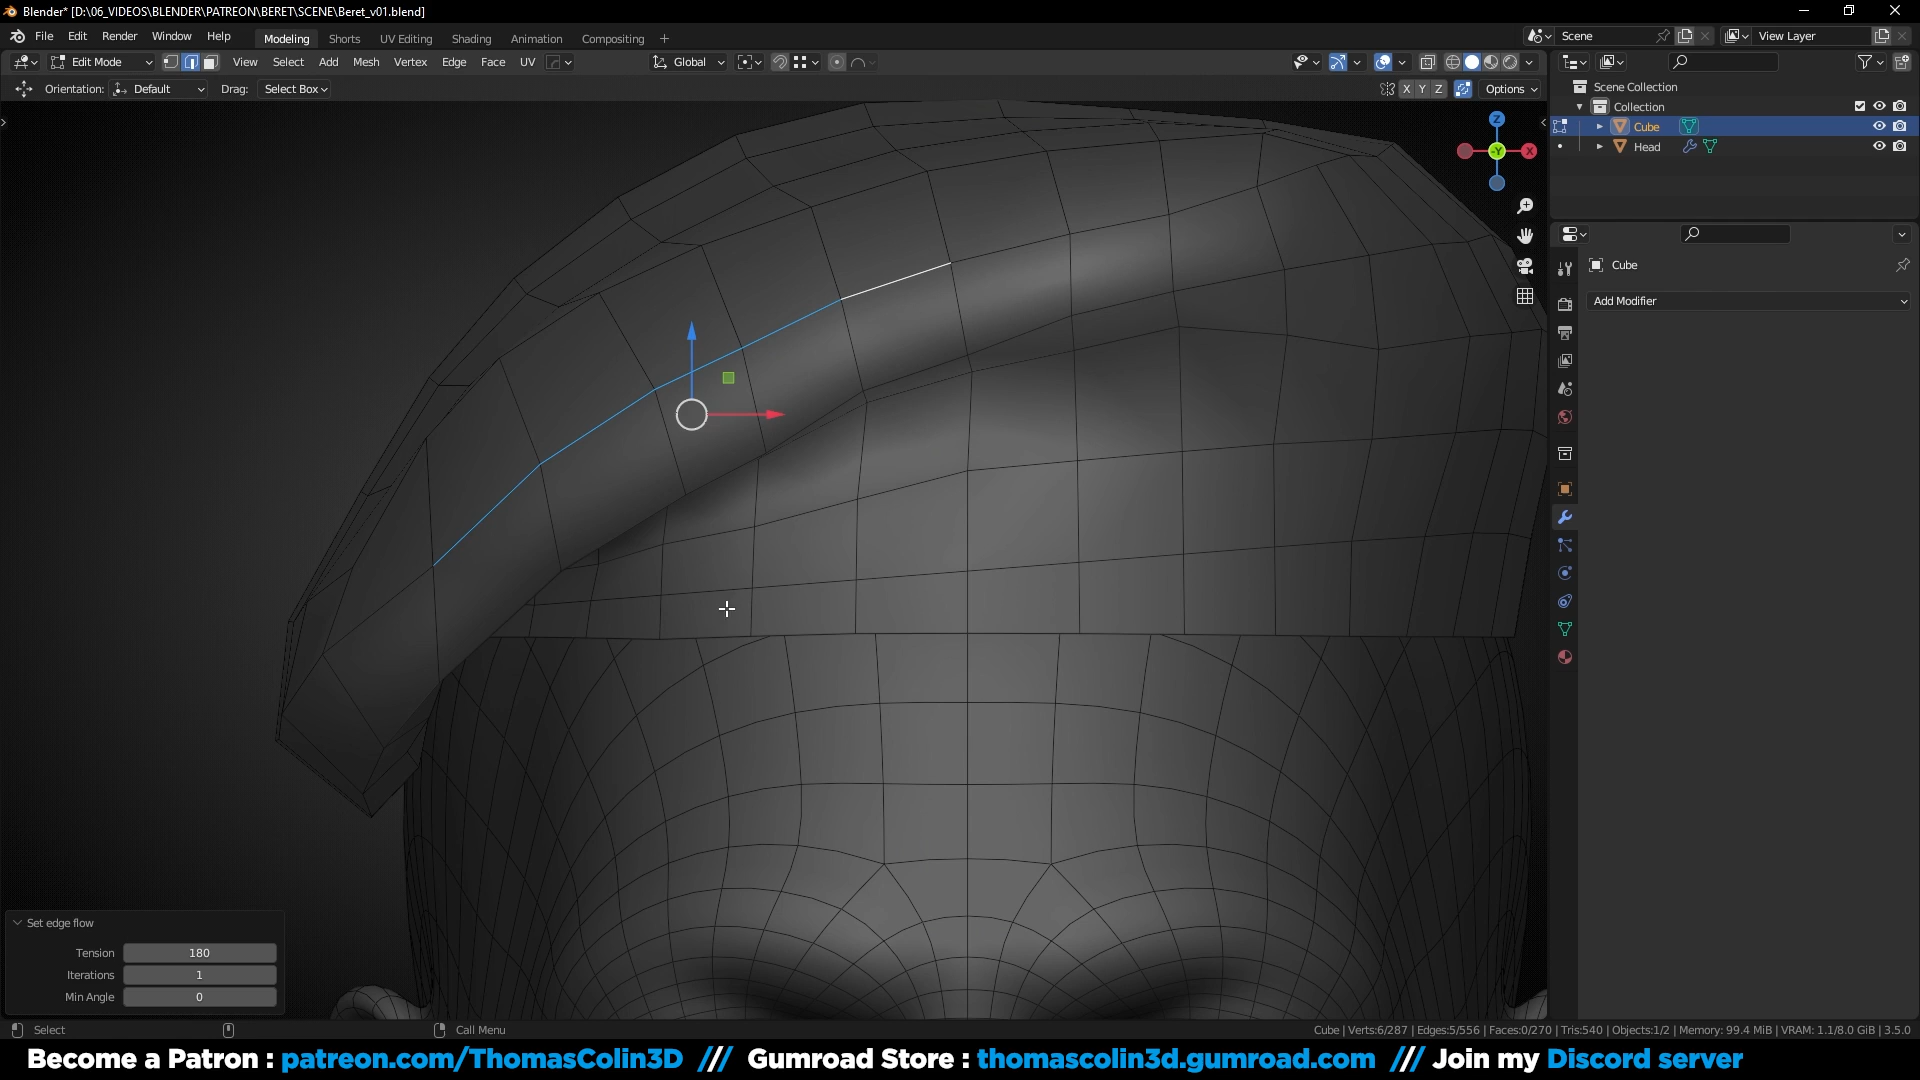 Blender* [D:\06_VIDEOS\BLENDER\PATREON\BERET\SCENE\Beret_v01.blend]
File Edit Render Window Help Modeling Shorts UV Editing Shading Animation Compositing + Scene View Layer
Edit Mode View Select Add Mesh Vertex Edge Face UV Global
Orientation: Default Drag: Select Box X Y Z Options
Scene Collection
Collection
Cube
Head
Z
-Y X
Cube
Add Modifier
Set edge flow
Tension 180
Iterations 1
Min Angle 0
Select Call Menu Cube | Verts:6/287 | Edges:5/556 | Faces:0/270 | Tris:540 | Objects:1/2 | Memory: 99.4 MiB | VRAM: 1.1/8.0 GiB | 3.5.0
Become a Patron : patreon.com/ThomasColin3D /// Gumroad Store : thomascolin3d.gumroad.com /// Join my Discord server